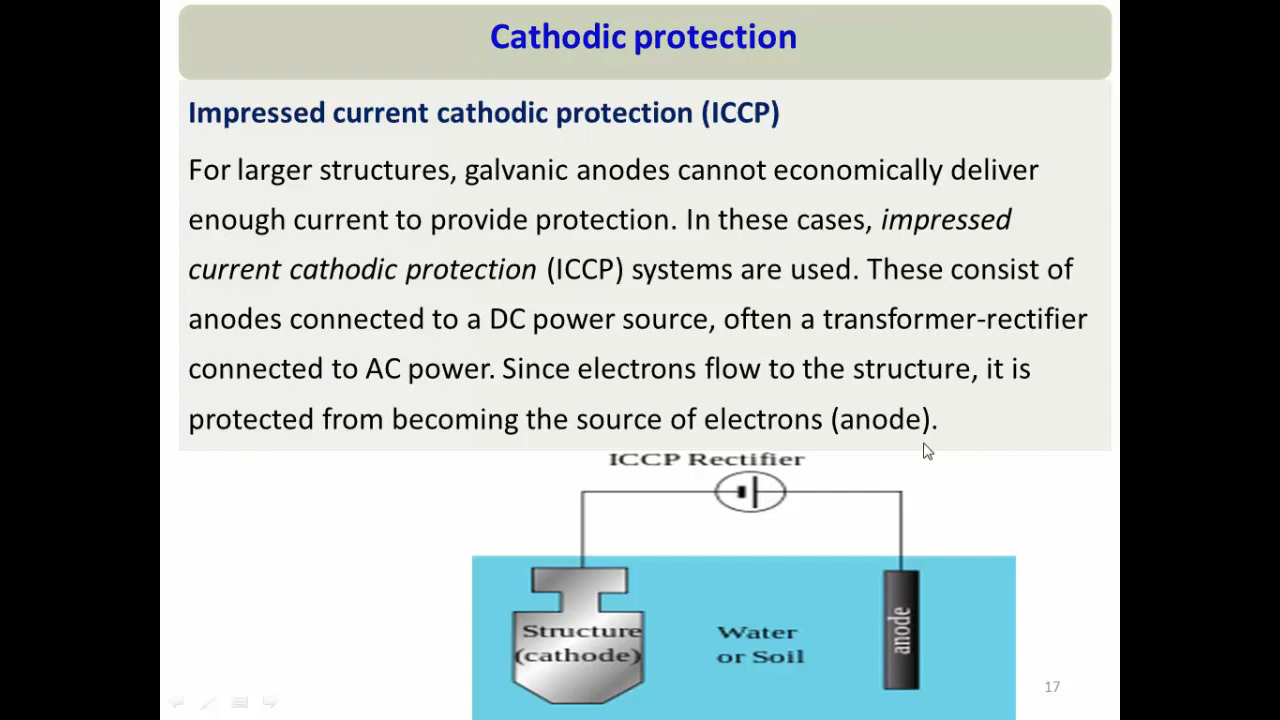 Cathodic protection
Impressed current cathodic protection (ICCP)
For larger structures, galvanic anodes cannot economically deliver
enough current to provide protection. In these cases, impressed
current cathodic protection (ICCP) systems are used. These consist of
anodes connected to a DC power source, often a transformer-rectifier
connected to AC power. Since electrons flow to the structure, it is
protected from becoming the source of electrons (anode).
ICCP Rectifier
Structure
(cathode)
Water
or Soil
anode
17